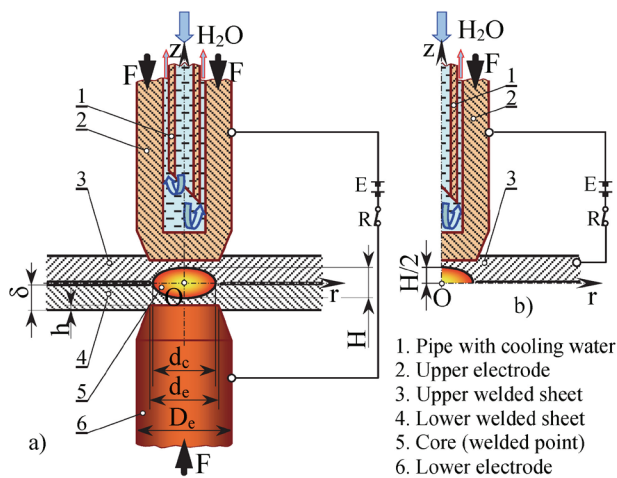 H₂O
z
F
F
1
2
E
R
3
δ
h
O
r
H
4
5
6
d_c
d_e
D_e
F
a)
H₂O
z
F
1
2
E
R
3
H/2
O
r
b)
1. Pipe with cooling water
2. Upper electrode
3. Upper welded sheet
4. Lower welded sheet
5. Core (welded point)
6. Lower electrode